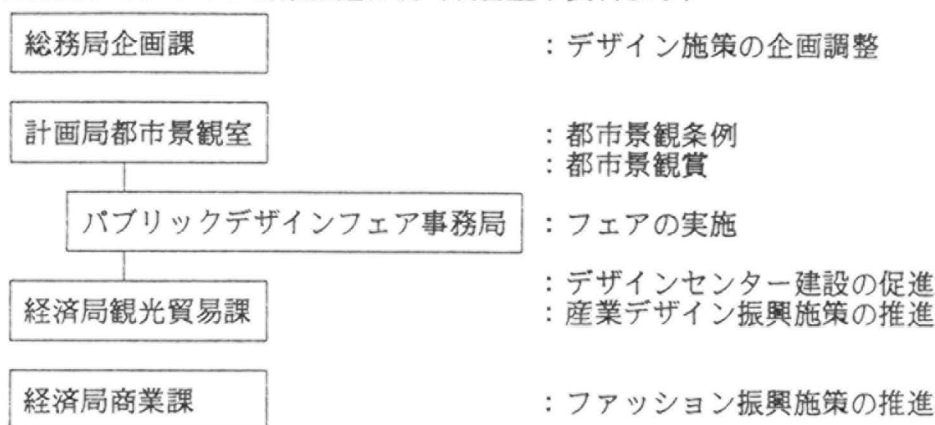 総務局企画課
：デザイン施策の企画調整
計画局都市景観室
：都市景観条例
：都市景観賞
パブリックデザインフェア事務局
：フェアの実施
：デザインセンター建設の促進
経済局観光貿易課
：産業デザイン振興施策の推進
経済局商業課
：ファッション振興施策の推進